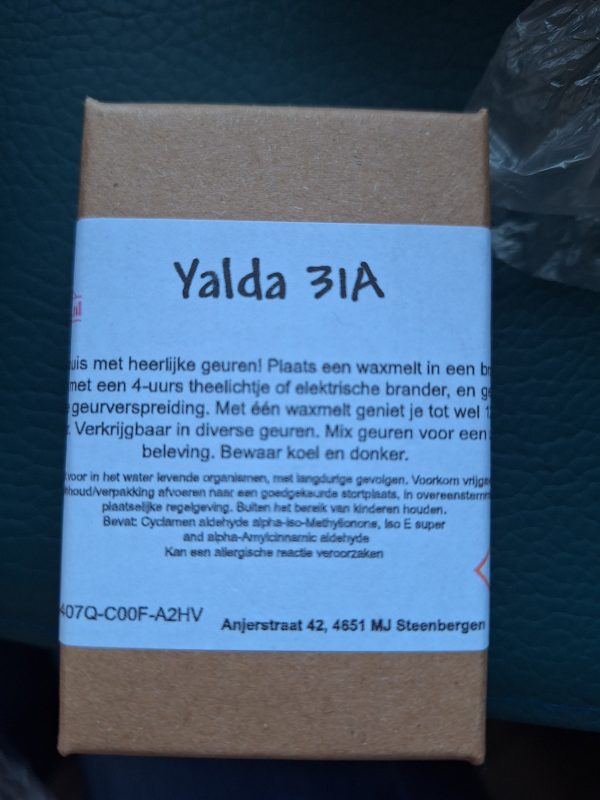 Yalda 31A
.nl
uis met heerlijke geuren! Plaats een waxmelt in een
met een 4-uurs theelichtje of elektrische brander, en
geurverspreiding. Met één waxmelt geniet je tot wel
Verkrijgbaar in diverse geuren. Mix geuren voor een
beleving. Bewaar koel en donker.
voor in het water levende organismen, met langdurige gevolgen. Voorkom
inhoud/verpakking afvoeren naar een goedgekeurde stortplaats, in
plaatselijke regelgeving. Buiten het bereik van kinderen houden.
Bevat: Cyclamen aldehyde alpha-iso-Methylionone, Iso E super
and alpha-Amylcinnamic aldehyde
Kan een allergische reactie veroorzaken
407Q-C00F-A2HV
Anjerstraat 42, 4651 MJ Steenbergen